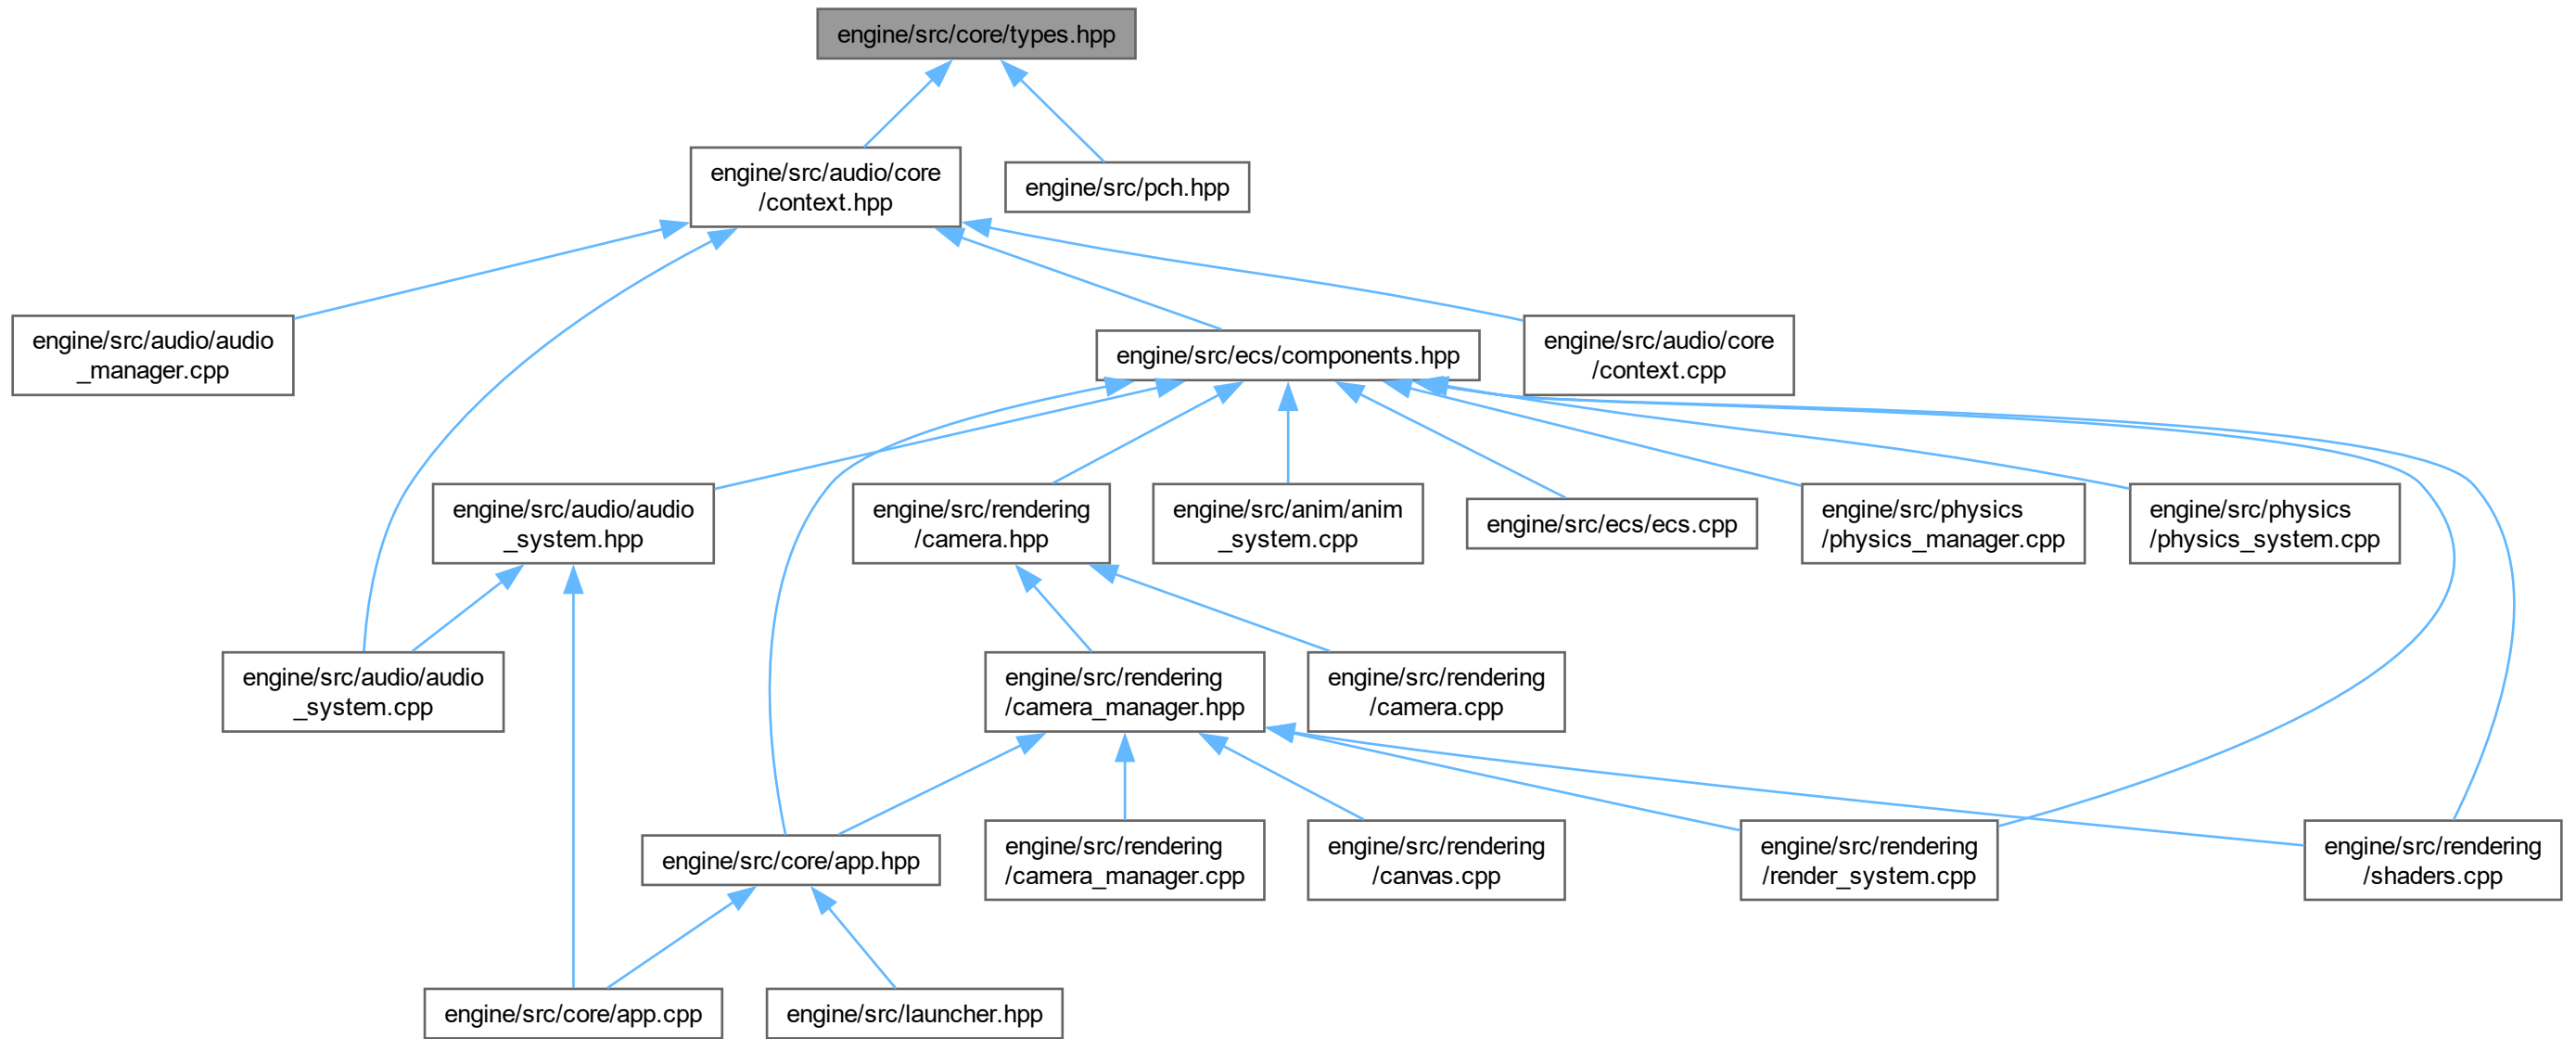 engine/src/core/types.hpp
engine/src/audio/core
/context.hpp
engine/src/pch.hpp
engine/src/audio/audio
_manager.cpp
engine/src/ecs/components.hpp
engine/src/audio/core
/context.cpp
engine/src/audio/audio
_system.hpp
engine/src/rendering
/camera.hpp
engine/src/anim/anim
_system.cpp
engine/src/ecs/ecs.cpp
engine/src/physics
/physics_manager.cpp
engine/src/physics
/physics_system.cpp
engine/src/audio/audio
_system.cpp
engine/src/rendering
/camera_manager.hpp
engine/src/rendering
/camera.cpp
engine/src/core/app.hpp
engine/src/rendering
/camera_manager.cpp
engine/src/rendering
/canvas.cpp
engine/src/rendering
/render_system.cpp
engine/src/rendering
/shaders.cpp
engine/src/core/app.cpp
engine/src/launcher.hpp